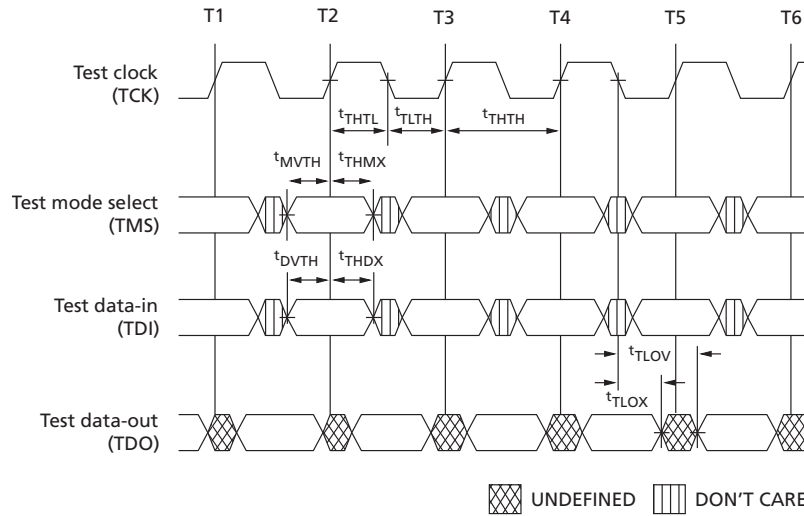 T1 T2 T3 T4 T5 T6
Test clock
(TCK)
tTHTL tTLTH tTHTH
tMVTH tTHMX
Test mode select
(TMS)
tDVTH tTHDX
Test data-in
(TDI)
tTLOV
tTLOX
Test data-out
(TDO)
UNDEFINED DON'T CARE